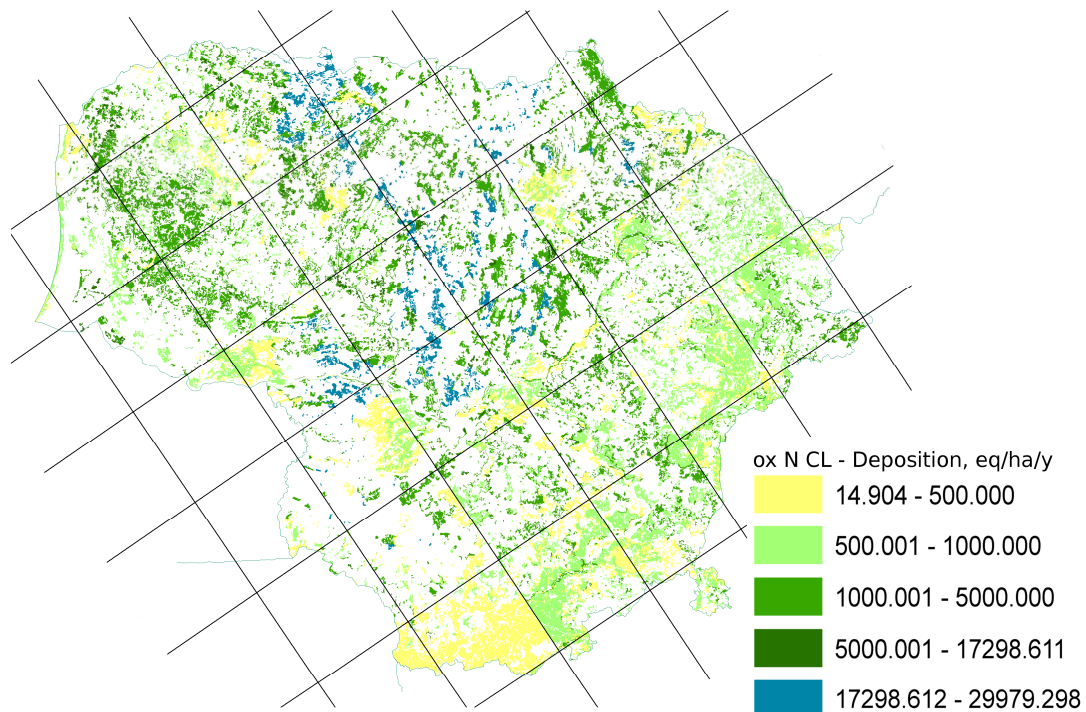 ox N CL - Deposition, eq/ha/y
14.904 - 500.000
500.001 - 1000.000
1000.001 - 5000.000
5000.001 - 17298.611
17298.612 - 29979.298